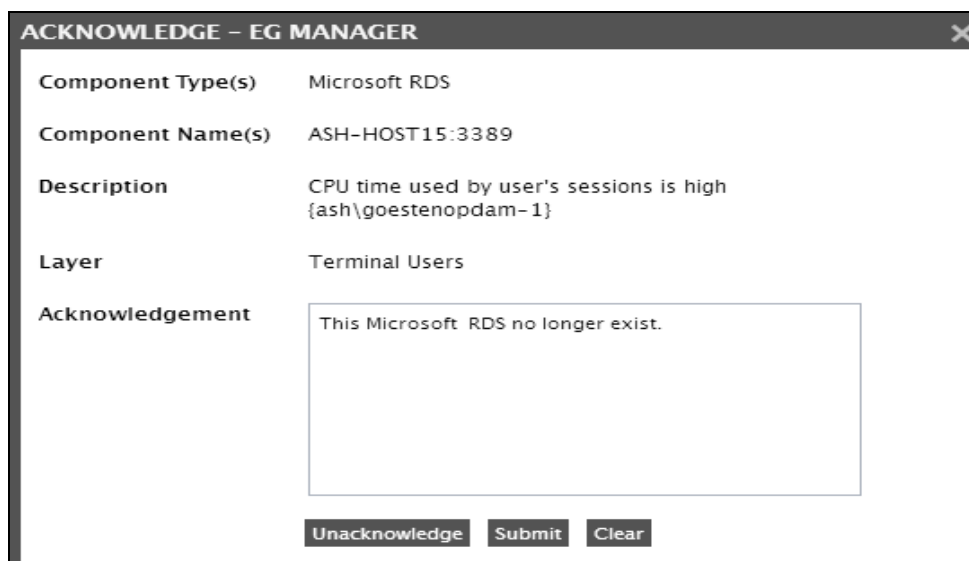 ACKNOWLEDGE – EG MANAGER
Component Type(s) Microsoft RDS
Component Name(s) ASH-HOST15:3389
Description CPU time used by user's sessions is high
{ash\goestenopdam-1}
Layer Terminal Users
Acknowledgement This Microsoft RDS no longer exist.
Unacknowledge Submit Clear